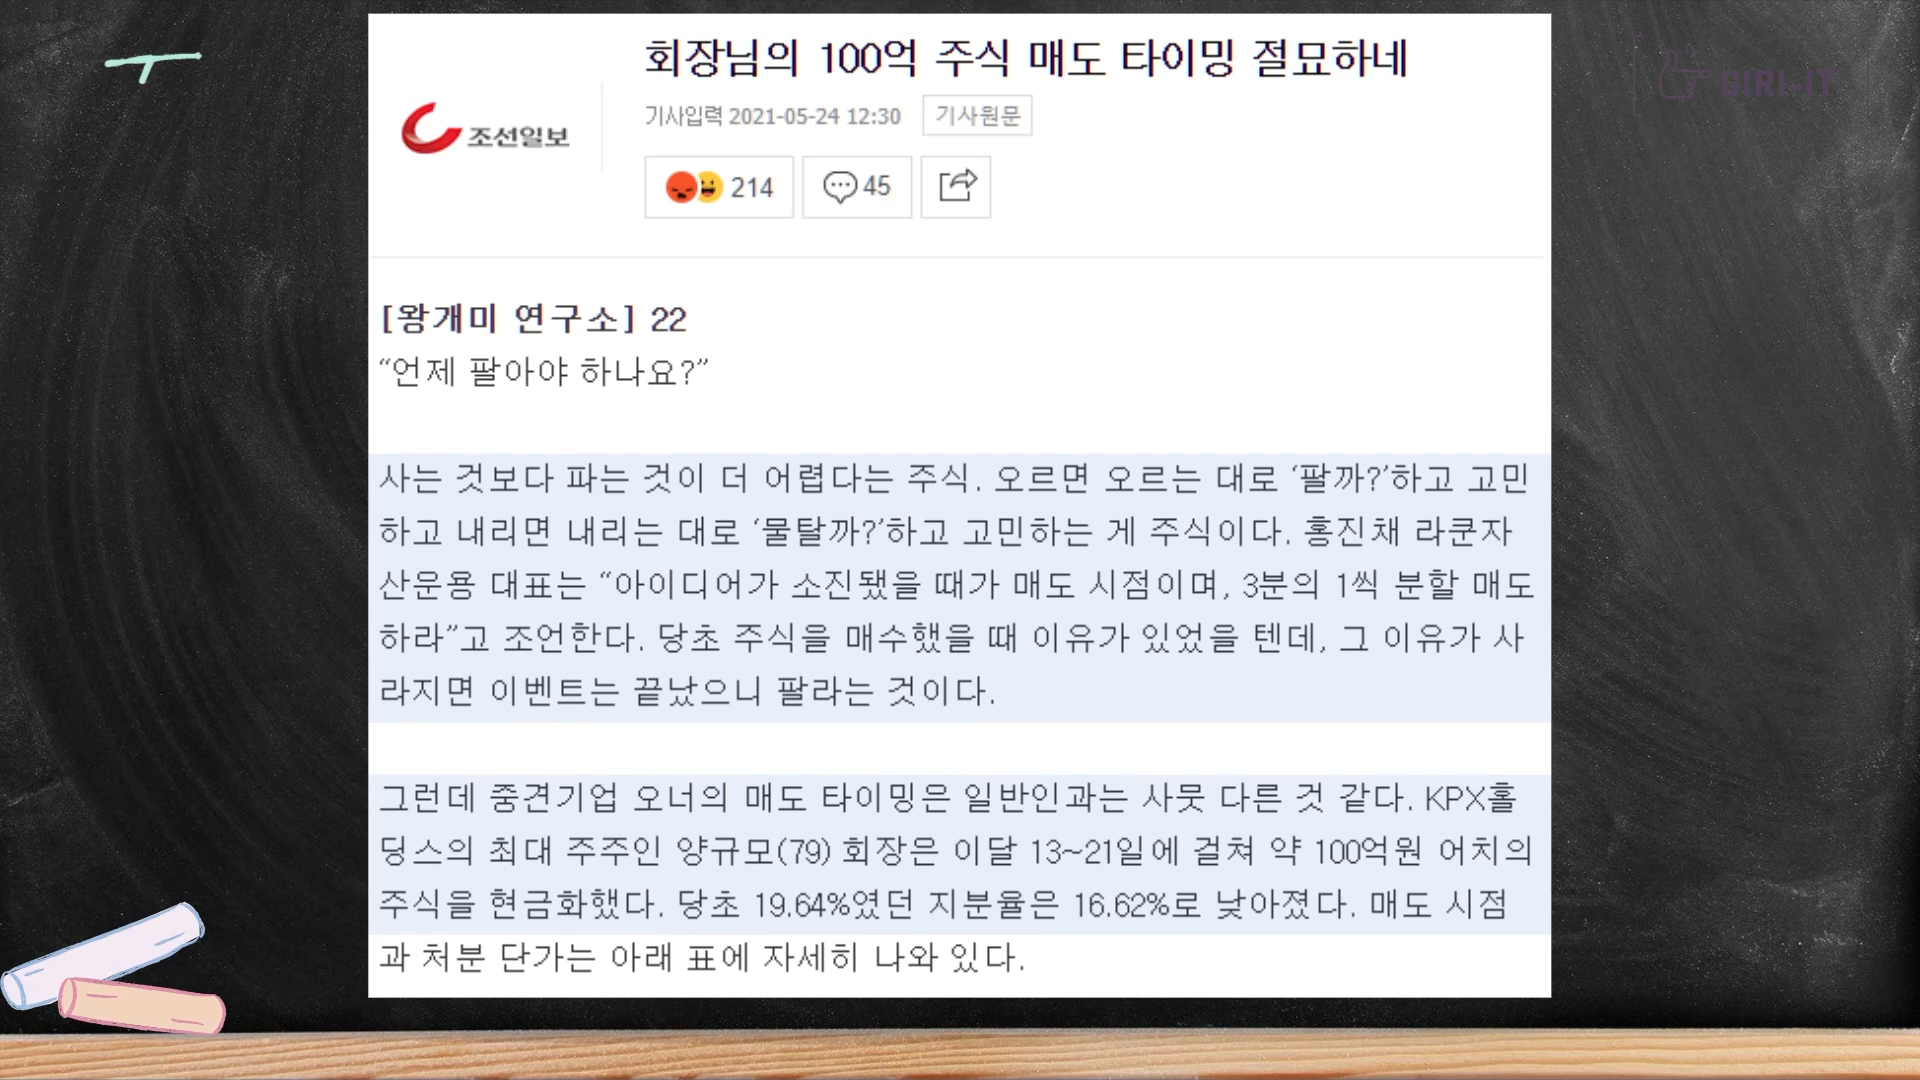 회장님의 100억 주식 매도 타이밍 절묘하네
조선일보
기사입력 2021-05-24 12:30 기사원문
214 45
GIRI-IT
[왕개미 연구소] 22
“언제 팔아야 하나요?”
사는 것보다 파는 것이 더 어렵다는 주식. 오르면 오르는 대로 ‘팔까?’하고 고민
하고 내리면 내리는 대로 ‘물탈까?’하고 고민하는 게 주식이다. 홍진채 라쿤자
산운용 대표는 “아이디어가 소진됐을 때가 매도 시점이며, 3분의 1씩 분할 매도
하라”고 조언한다. 당초 주식을 매수했을 때 이유가 있었을 텐데, 그 이유가 사
라지면 이벤트는 끝났으니 팔라는 것이다.
그런데 중견기업 오너의 매도 타이밍은 일반인과는 사뭇 다른 것 같다. KPX홀
딩스의 최대 주주인 양규모(79) 회장은 이달 13~21일에 걸쳐 약 100억원 어치의
주식을 현금화했다. 당초 19.64%였던 지분율은 16.62%로 낮아졌다. 매도 시점
과 처분 단가는 아래 표에 자세히 나와 있다.